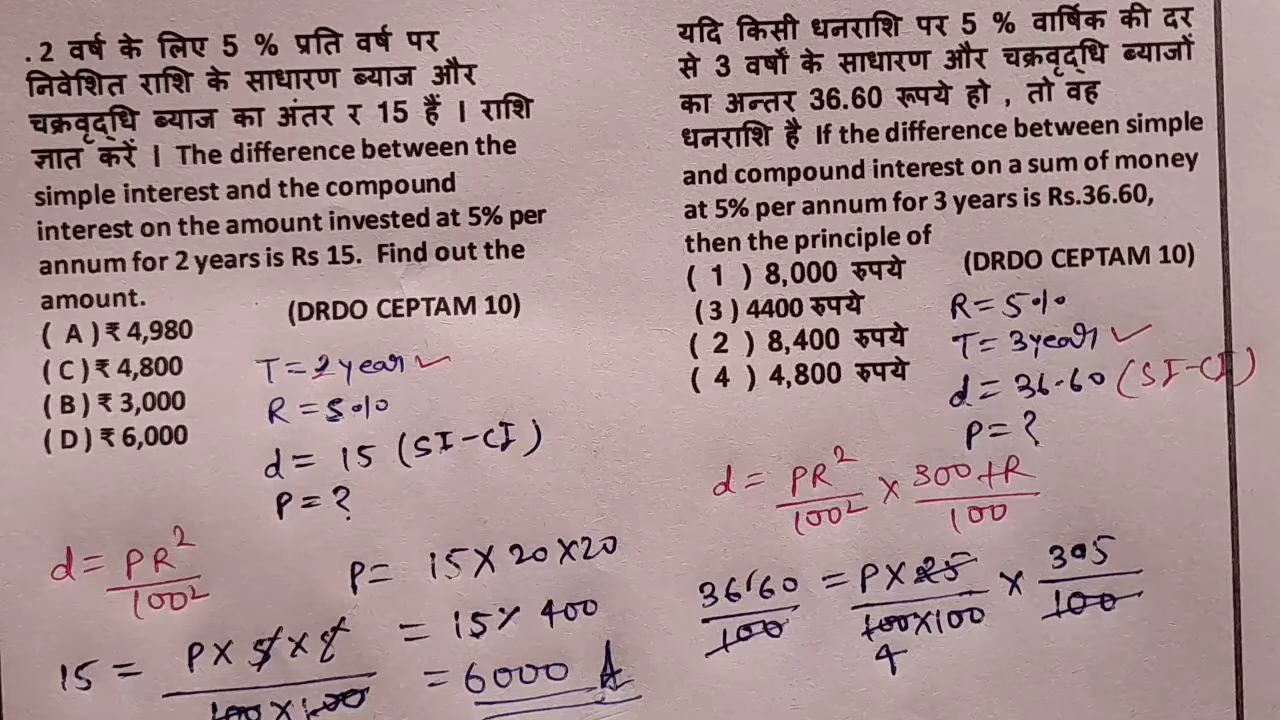 .2 वर्ष के लिए 5 % प्रति वर्ष पर
निवेशित राशि के साधारण ब्याज और
चक्रवृद्धि ब्याज का अंतर र 15 हैं । राशि
ज्ञात करें । The difference between the
simple interest and the compound
interest on the amount invested at 5% per
annum for 2 years is Rs 15. Find out the
amount.
(DRDO CEPTAM 10)
( A ) ₹ 4,980
( C ) ₹ 4,800
( B ) ₹ 3,000
( D ) ₹ 6,000
T = 2 year ✓
R = 5%
d = 15 (SI-CI)
P = ?
d = PR²
100²
15 = P×5×5
100×100
P = 15×20×20
= 15×400
= 6000 A
यदि किसी धनराशि पर 5 % वार्षिक की दर
से 3 वर्षों के साधारण और चक्रवृद्धि ब्याजों
का अन्तर 36.60 रूपये हो , तो वह
धनराशि है If the difference between simple
and compound interest on a sum of money
at 5% per annum for 3 years is Rs.36.60,
then the principle of
(DRDO CEPTAM 10)
( 1 ) 8,000 रुपये
( 3 ) 4400 रुपये
( 2 ) 8,400 रुपये
( 4 ) 4,800 रुपये
R = 5%
T = 3year ✓
d = 36.60 (SI-CI)
P = ?
d = PR² × 300+R
100² 100
3660 = P×25 × 305
100 100×100 100
4